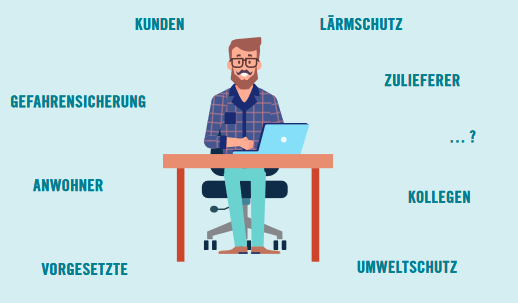 KUNDEN
LÄRMSCHUTZ
ZULIEFERER
GEFAHRENSICHERUNG
... ?
ANWOHNER
KOLLEGEN
VORGESETZTE
UMWELTSCHUTZ